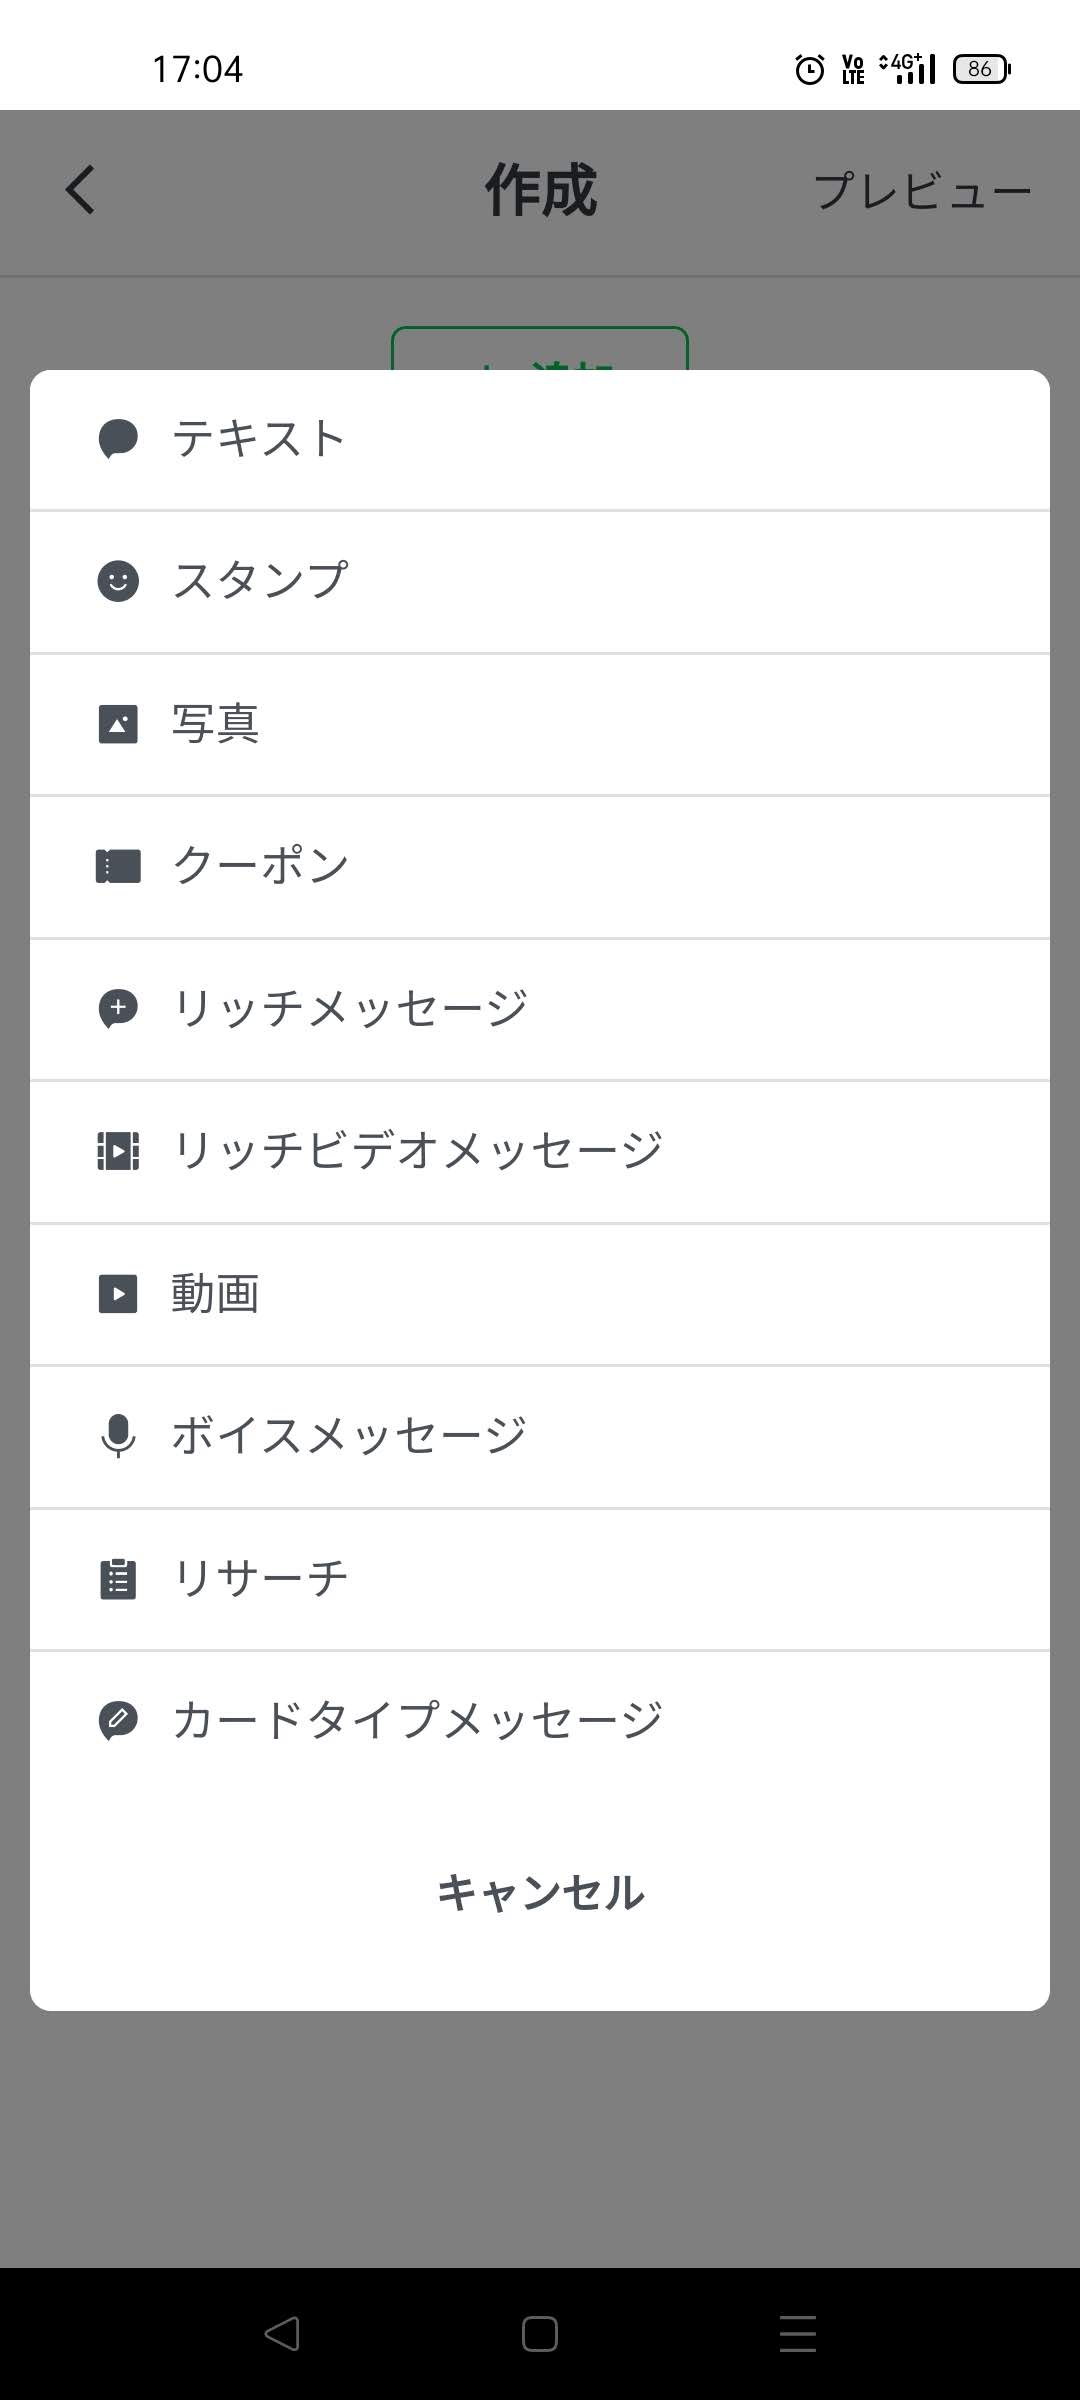 17:04
Vo LTE 4G+ 86
作成
プレビュー
追加
テキスト
スタンプ
写真
クーポン
リッチメッセージ
リッチビデオメッセージ
動画
ボイスメッセージ
リサーチ
カードタイプメッセージ
キャンセル